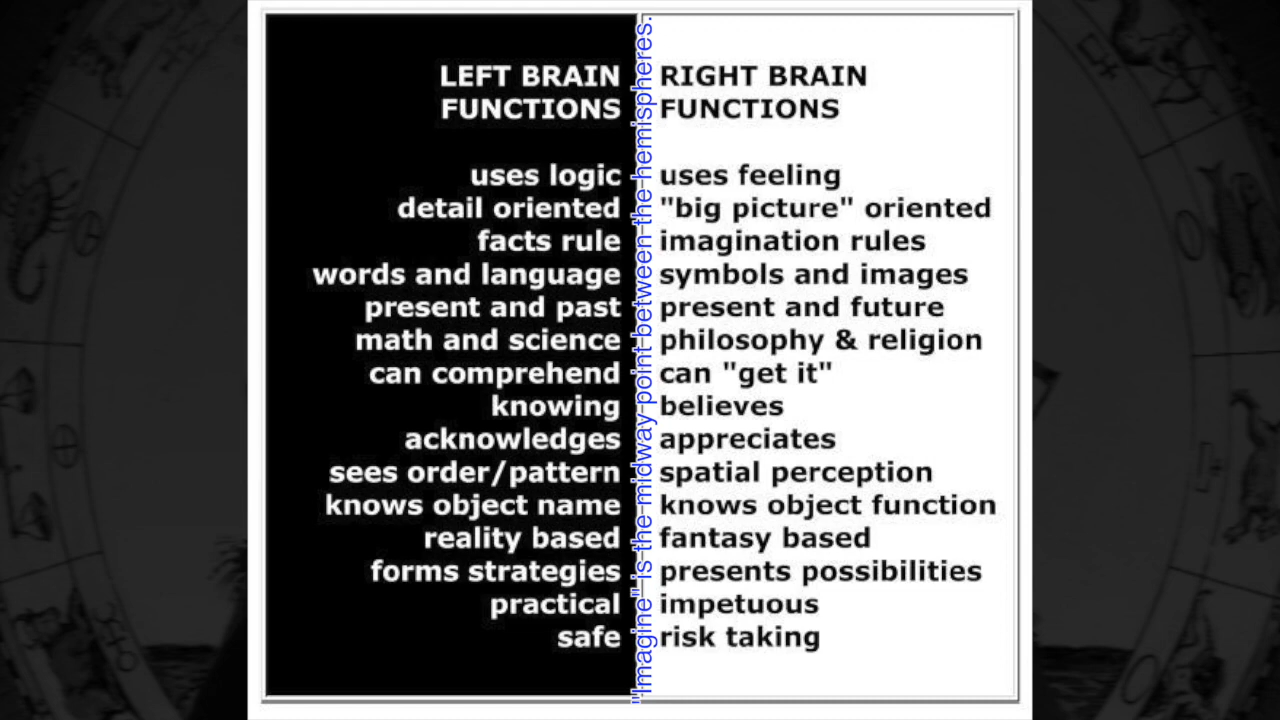 LEFT BRAIN
FUNCTIONS
uses logic
detail oriented
facts rule
words and language
present and past
math and science
can comprehend
knowing
acknowledges
sees order/pattern
knows object name
reality based
forms strategies
practical
safe
"Imagine" is the midway point between the hemispheres.
RIGHT BRAIN
FUNCTIONS
uses feeling
"big picture" oriented
imagination rules
symbols and images
present and future
philosophy & religion
can "get it"
believes
appreciates
spatial perception
knows object function
fantasy based
presents possibilities
impetuous
risk taking